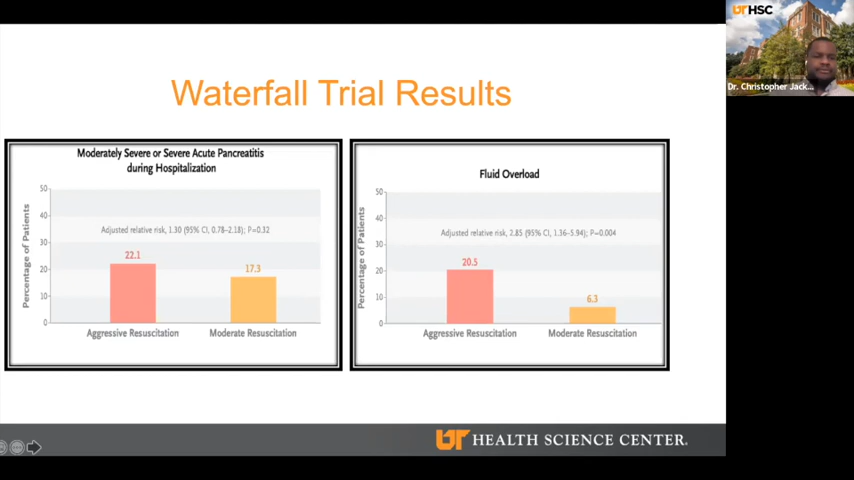 UTHSC
Dr. Christopher Jack...
Waterfall Trial Results
Moderately Severe or Severe Acute Pancreatitis
during Hospitalization
Percentage of Patients
50
40
30
20
10
0
Adjusted relative risk, 1.30 (95% CI, 0.78–2.18); P=0.32
22.1
17.3
Aggressive Resuscitation
Moderate Resuscitation
Fluid Overload
Percentage of Patients
50
40
30
20
10
0
Adjusted relative risk, 2.85 (95% CI, 1.36–5.94); P=0.004
20.5
6.3
Aggressive Resuscitation
Moderate Resuscitation
UT HEALTH SCIENCE CENTER.